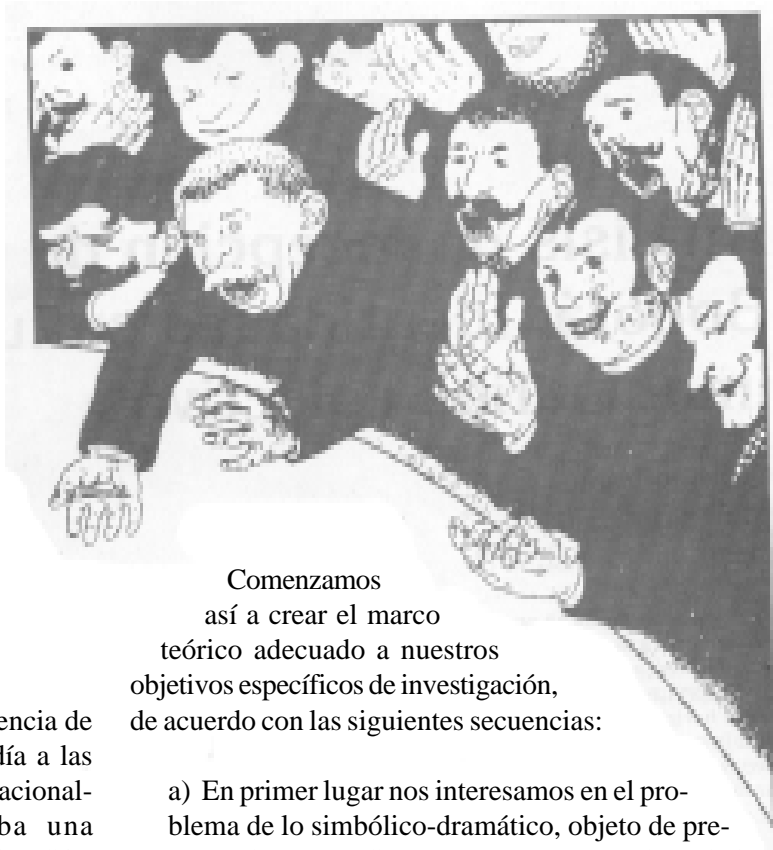 encia de
día a las
acional-
ba una
Comenzamos
así a crear el marco
teórico adecuado a nuestros
objetivos específicos de investigación,
de acuerdo con las siguientes secuencias:
a) En primer lugar nos interesamos en el pro-
blema de lo simbólico-dramático, objeto de pre-